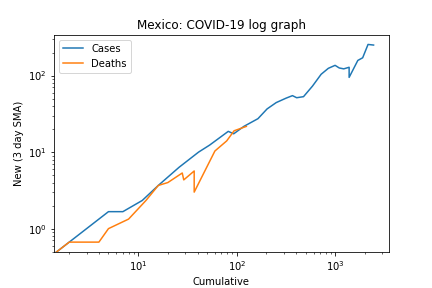 Mexico: COVID-19 log graph
Cases
Deaths
New (3 day SMA)
10²
10¹
10⁰
10¹
10²
10³
Cumulative